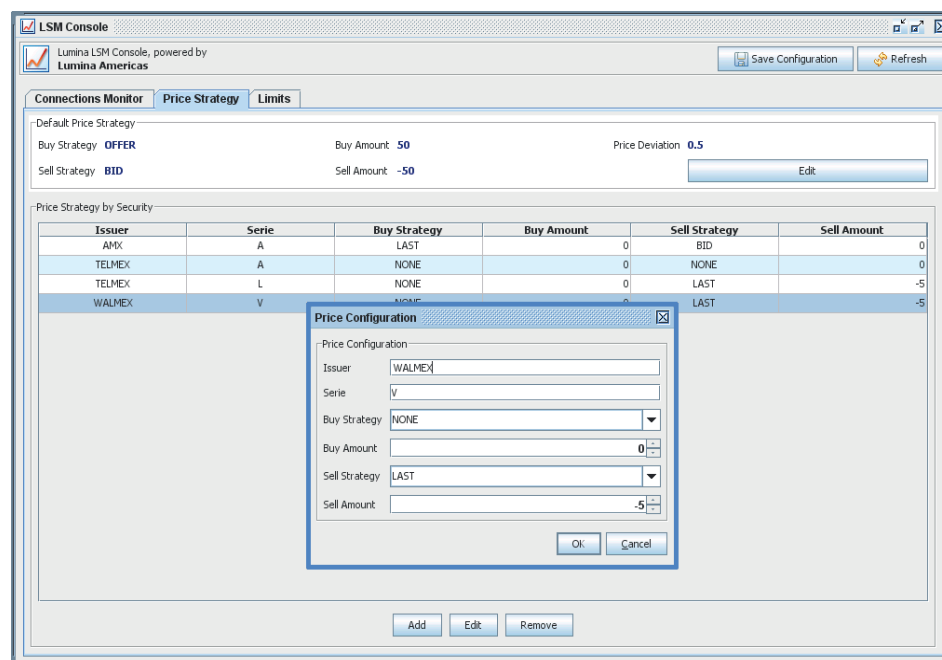 LSM Console
Lumina LSM Console, powered by
Lumina Americas
Save Configuration Refresh
Connections Monitor Price Strategy Limits
Default Price Strategy
Buy Strategy OFFER Buy Amount 50 Price Deviation 0.5
Sell Strategy BID Sell Amount -50 Edit
Price Strategy by Security
Issuer Serie Buy Strategy Buy Amount Sell Strategy Sell Amount
AMX A LAST 0 BID 0
TELMEX A NONE 0 NONE 0
TELMEX L NONE 0 LAST -5
WALMEX V NONE 0 LAST -5
Price Configuration
Price Configuration
Issuer WALMEX
Serie V
Buy Strategy NONE
Buy Amount 0
Sell Strategy LAST
Sell Amount -5
OK Cancel
Add Edit Remove